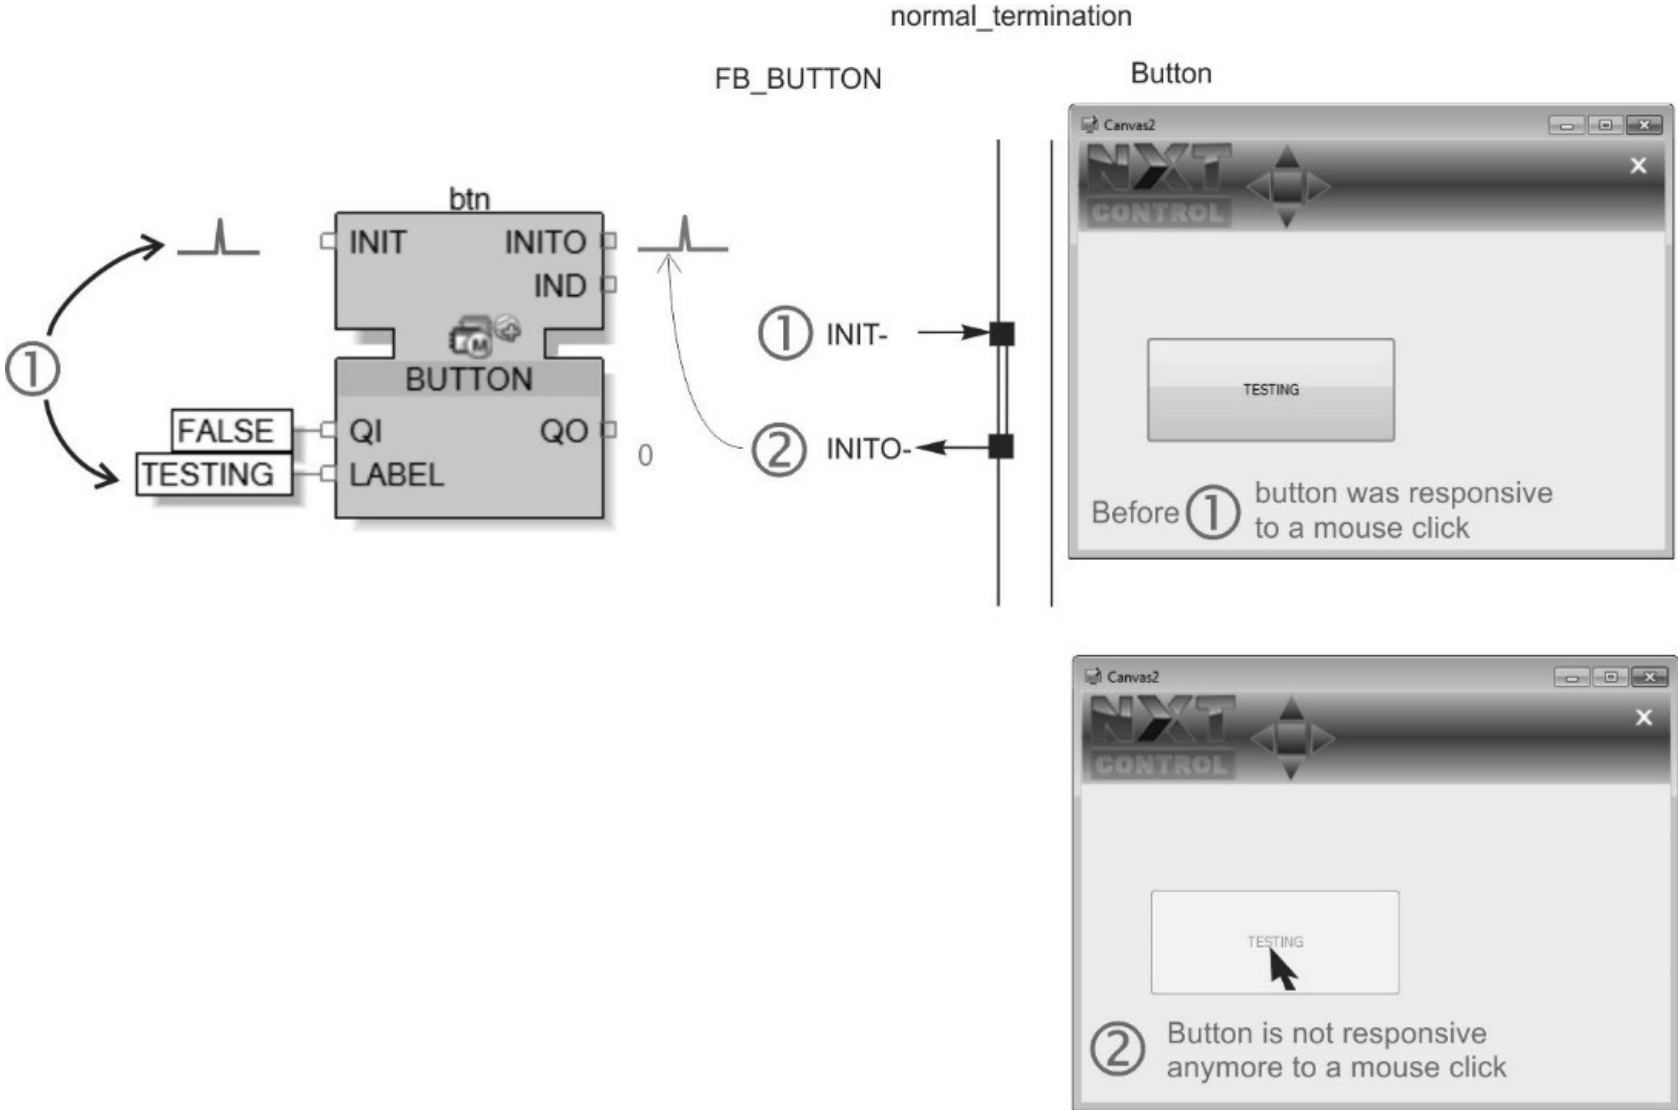 normal_termination
FB_BUTTON
Button
btn
INIT
INITO
IND
M
BUTTON
FALSE
QI
QO
0
TESTING
LABEL
①
① INIT-
② INITO-
Canvas2
NXT
CONTROL
X
TESTING
Before ① button was responsive
to a mouse click
Canvas2
NXT
CONTROL
X
TESTING
② Button is not responsive
anymore to a mouse click